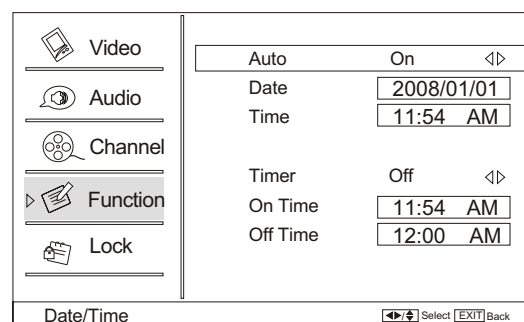 Video
Audio
Channel
Function
Lock
Auto On
Date 2008/01/01
Time 11:54 AM
Timer Off
On Time 11:54 AM
Off Time 12:00 AM
Date/Time Select EXIT Back